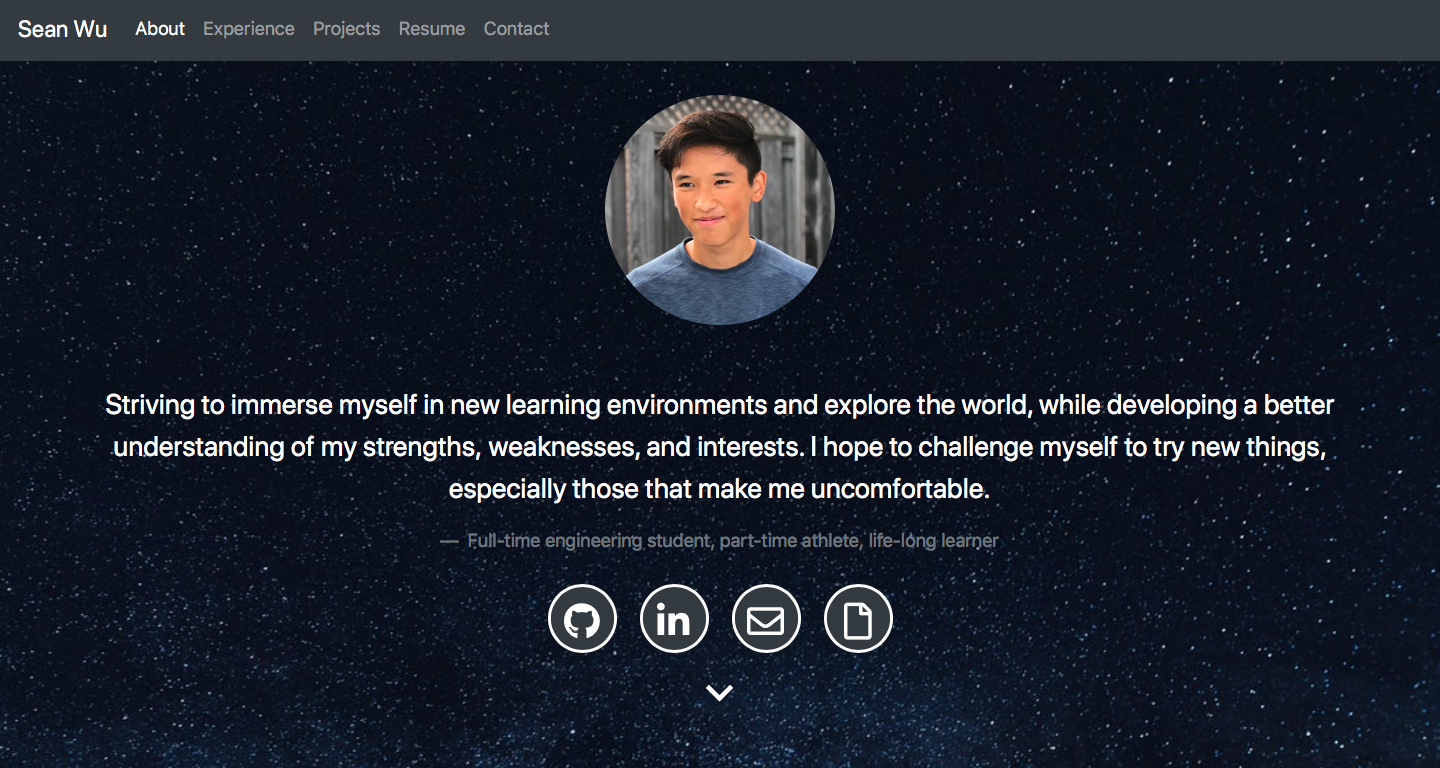 Sean Wu About Experience Projects Resume Contact
Striving to immerse myself in new learning environments and explore the world, while developing a better
understanding of my strengths, weaknesses, and interests. I hope to challenge myself to try new things,
especially those that make me uncomfortable.
— Full-time engineering student, part-time athlete, life-long learner
in